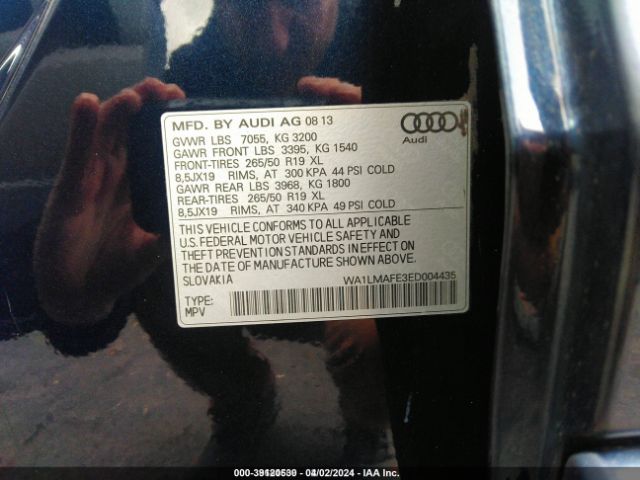 MFD. BY AUDI AG 08 13
GVWR LBS 7055, KG 3200
GAWR FRONT LBS 3395, KG 1540
FRONT-TIRES 265/50 R19 XL
8,5JX19 RIMS, AT 300 KPA 44 PSI COLD
GAWR REAR LBS 3968, KG 1800
REAR-TIRES 265/50 R19 XL
8,5JX19 RIMS, AT 340 KPA 49 PSI COLD
Audi
THIS VEHICLE CONFORMS TO ALL APPLICABLE
U.S. FEDERAL MOTOR VEHICLE SAFETY AND
THEFT PREVENTION STANDARDS IN EFFECT ON
THE DATE OF MANUFACTURE SHOWN ABOVE.
SLOVAKIA WA1LMAFE3ED004435
TYPE:
MPV
000-39120530 - 04/02/2024 - IAA Inc.